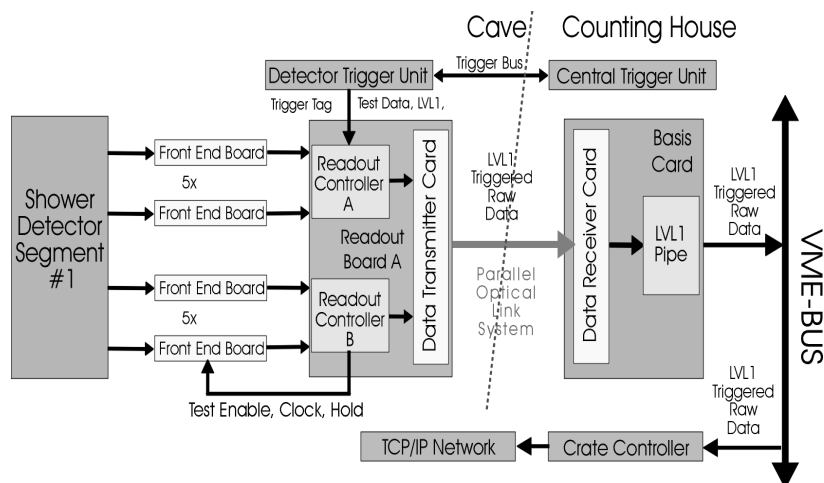 Cave
Counting House
Detector Trigger Unit
Trigger Bus
Central Trigger Unit
Trigger Tag
Test Data, LVL1,
Shower
Detector
Segment
#1
Front End Board
5x
Front End Board
Front End Board
5x
Front End Board
Readout
Controller
A
Readout
Board A
Readout
Controller
B
Data Transmitter Card
Test Enable, Clock, Hold
LVL1
Triggered
Raw
Data
Parallel
Optical
Link
System
Data Receiver Card
Basis
Card
LVL1
Pipe
LVL1
Triggered
Raw
Data
VME-BUS
LVL1
Triggered
Raw
Data
TCP/IP Network
Crate Controller